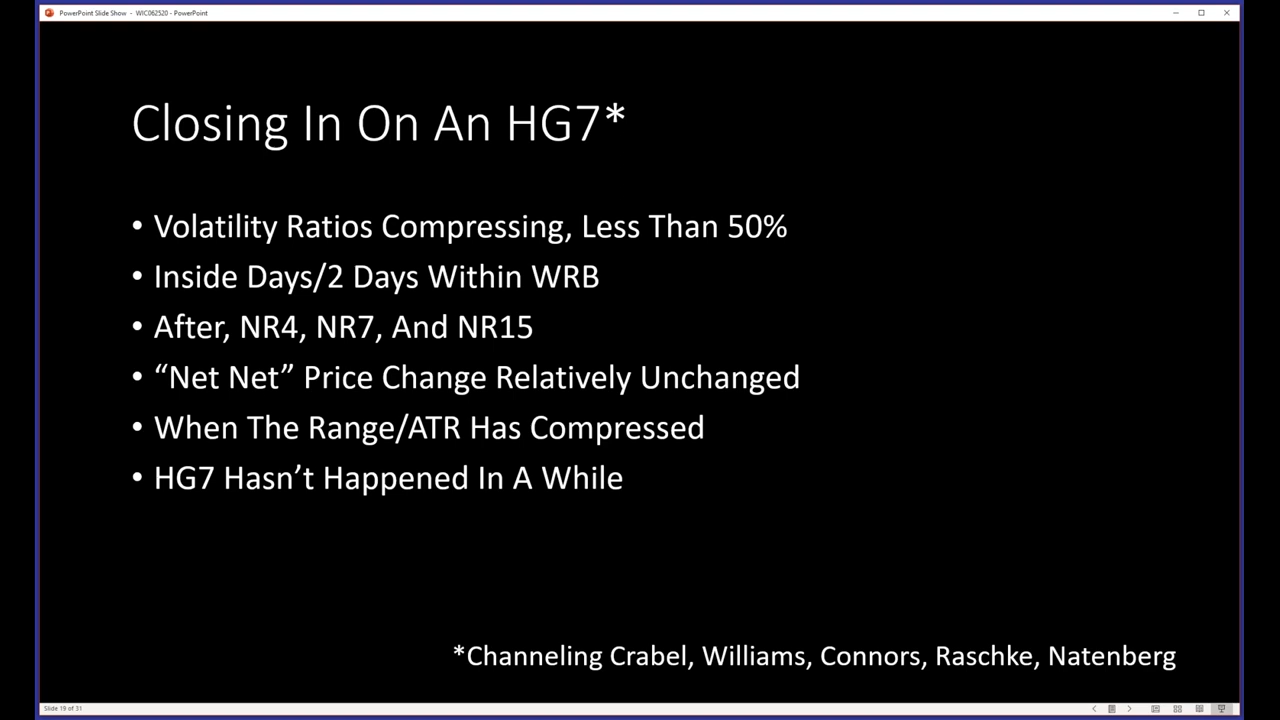 PowerPoint Slide Show - WIC062520 - PowerPoint
Closing In On An HG7*
• Volatility Ratios Compressing, Less Than 50%
• Inside Days/2 Days Within WRB
• After, NR4, NR7, And NR15
• “Net Net” Price Change Relatively Unchanged
• When The Range/ATR Has Compressed
• HG7 Hasn’t Happened In A While
*Channeling Crabel, Williams, Connors, Raschke, Natenberg
Slide 19 of 31